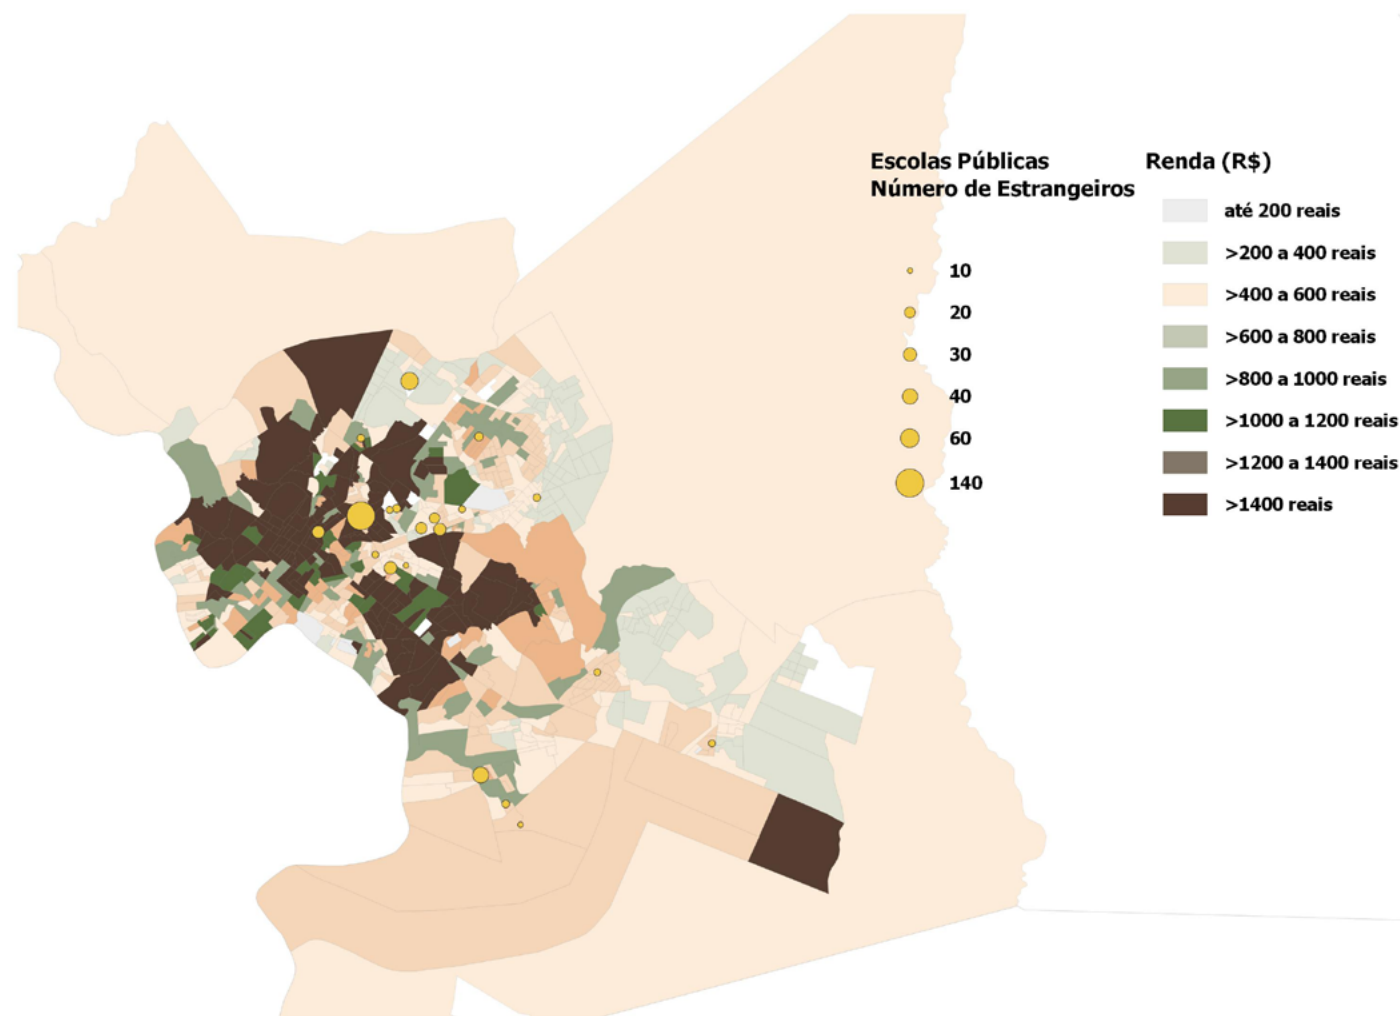 Escolas Públicas
Número de Estrangeiros
10
20
30
40
60
140
Renda (R$)
até 200 reais
>200 a 400 reais
>400 a 600 reais
>600 a 800 reais
>800 a 1000 reais
>1000 a 1200 reais
>1200 a 1400 reais
>1400 reais